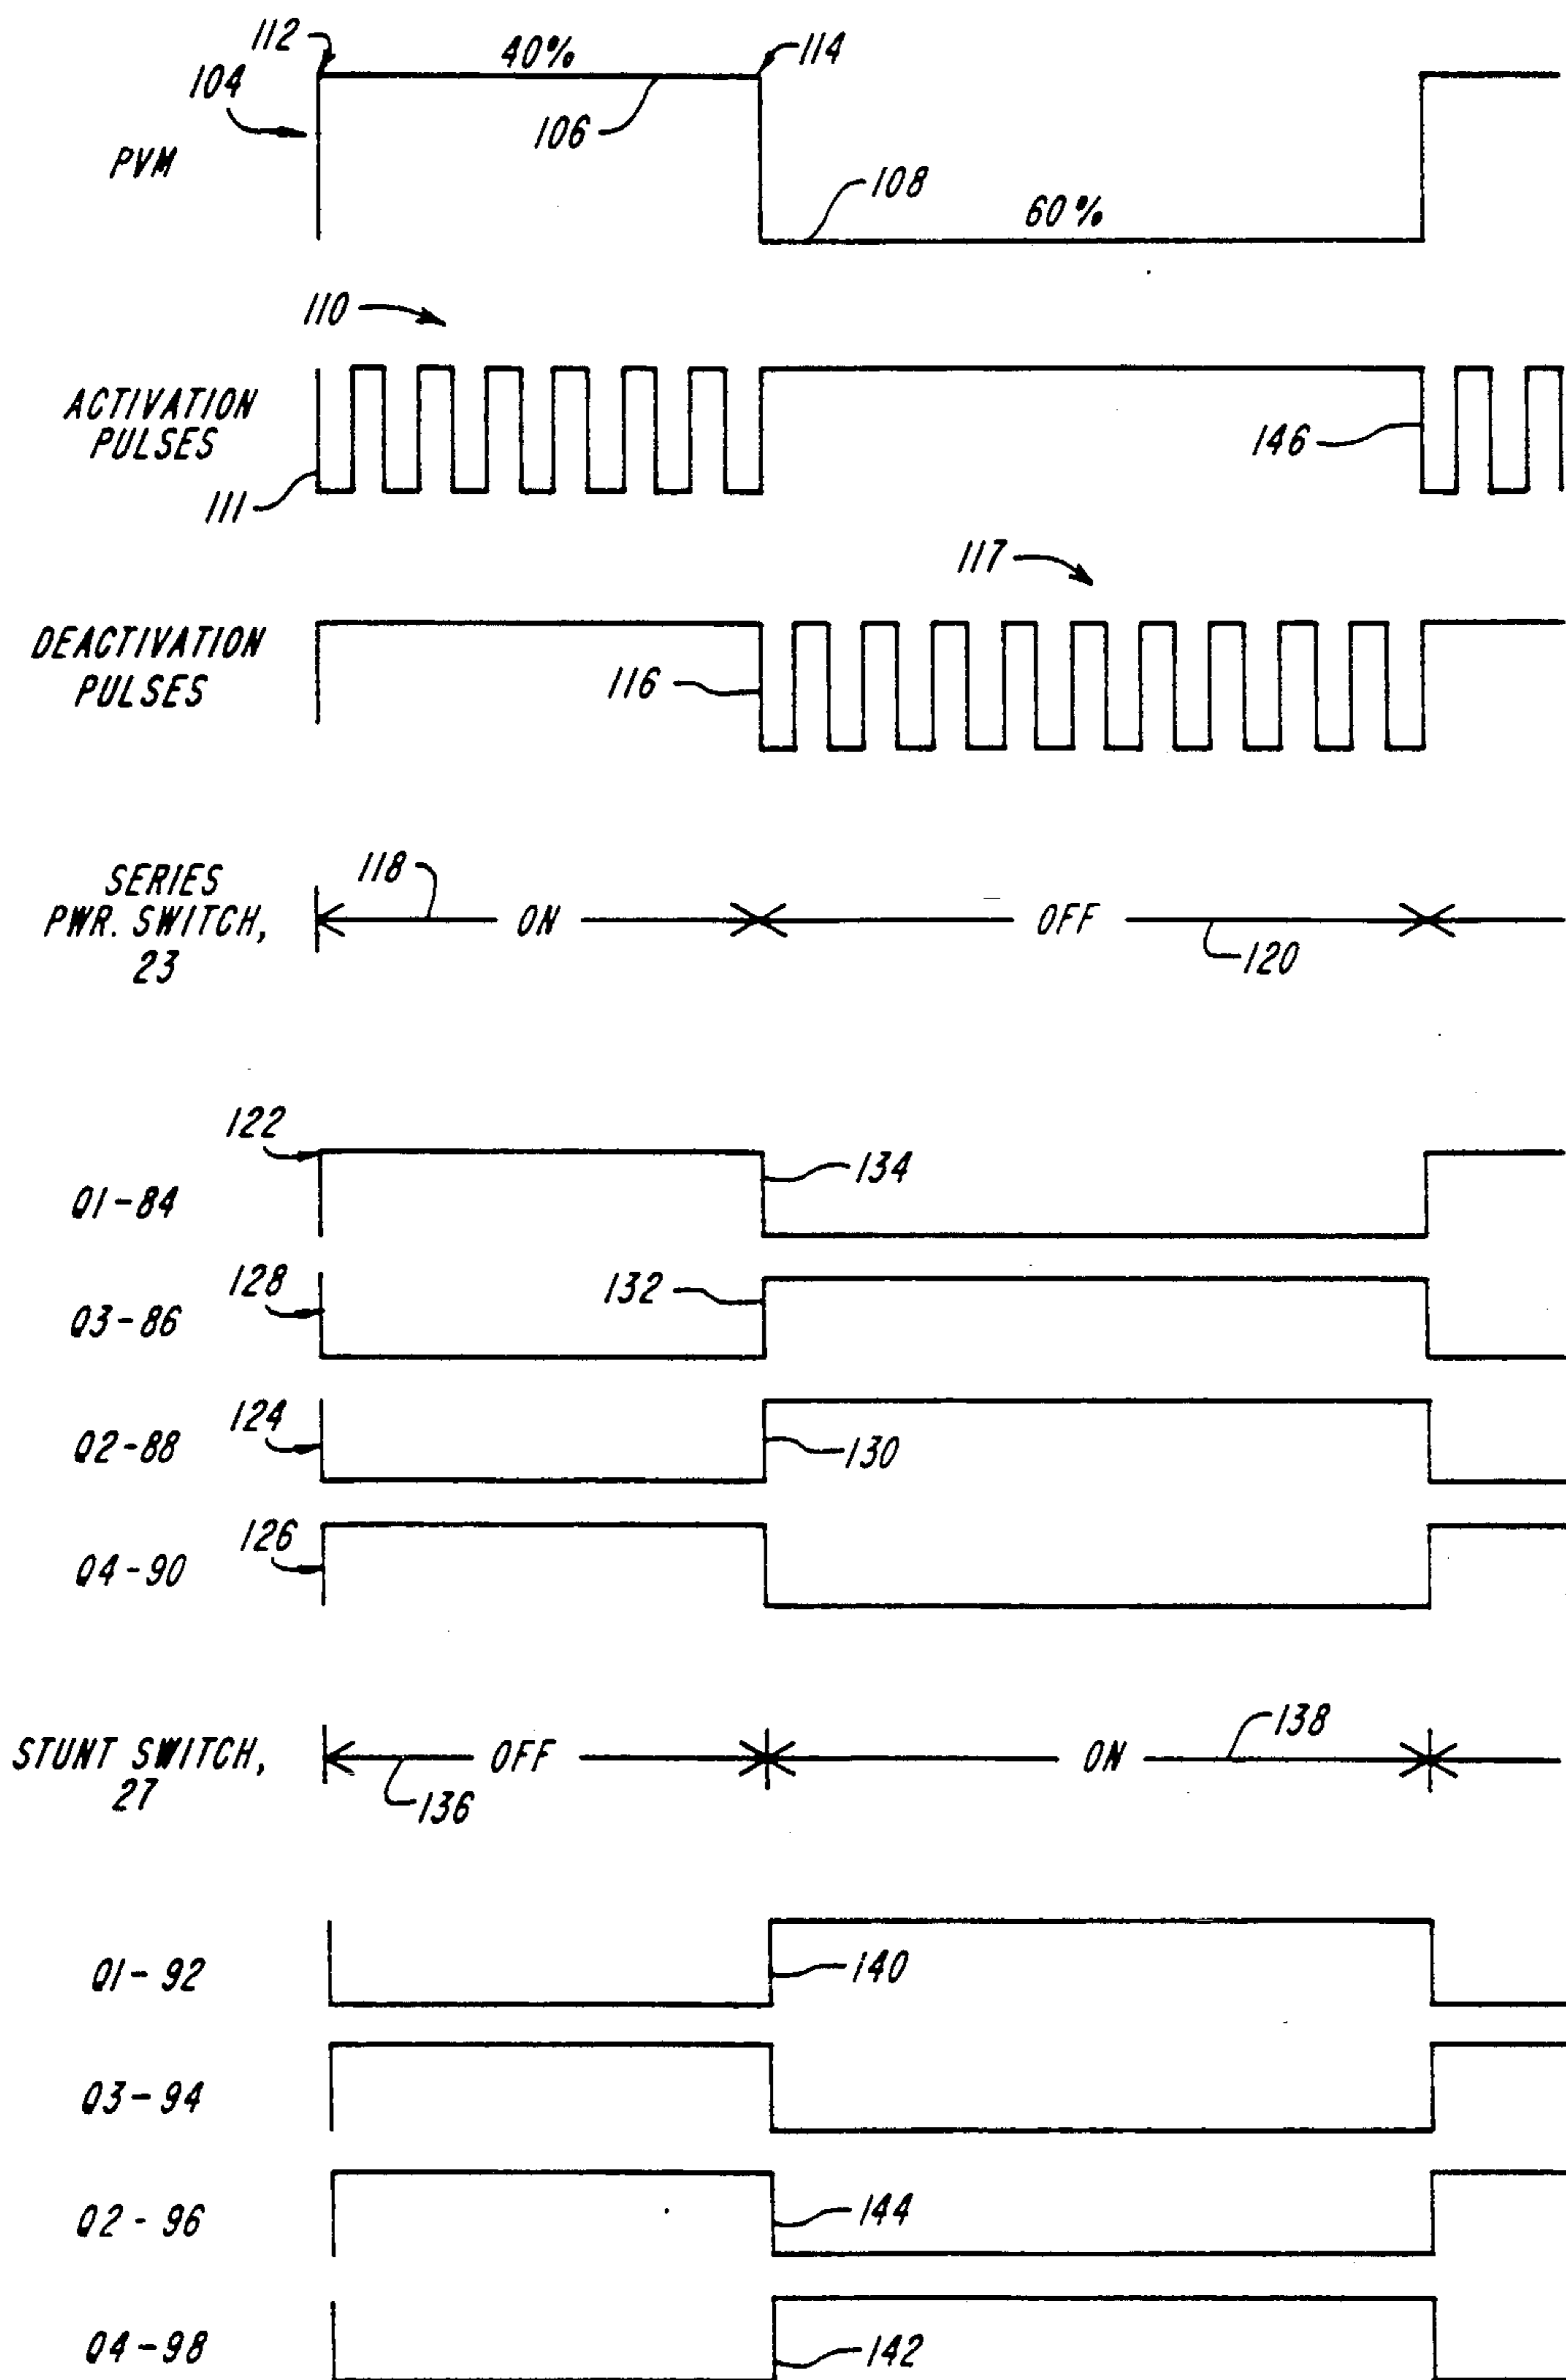 112
40%
114
104
106
PVM
108
60%
110
ACTIVATION
PULSES
146
111
117
DEACTIVATION
PULSES
116
SERIES
PWR. SWITCH,
23
118
ON
OFF
120
122
134
Q1-84
128
132
Q3-86
124
130
Q2-88
126
Q4-90
STUNT SWITCH,
27
OFF
136
ON
138
Q1-92
140
Q3-94
Q2-96
144
Q4-98
142